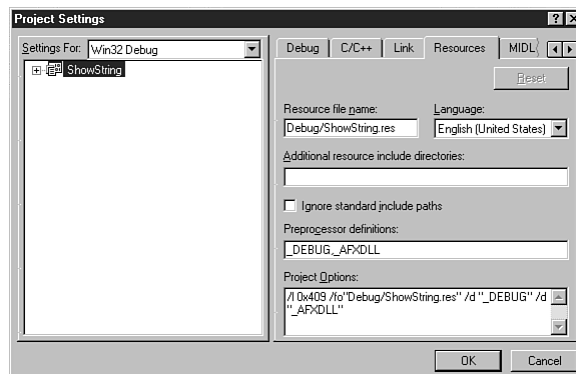 Project Settings
Settings For: Win32 Debug
ShowString
Debug C/C++ Link Resources MIDL
Reset
Resource file name: Language:
Debug/ShowString.res English (United States)
Additional resource include directories:
Ignore standard include paths
Preprocessor definitions:
_DEBUG,_AFXDLL
Project Options:
/l 0x409 /fo"Debug/ShowString.res" /d "_DEBUG" /d
"_AFXDLL"
OK Cancel